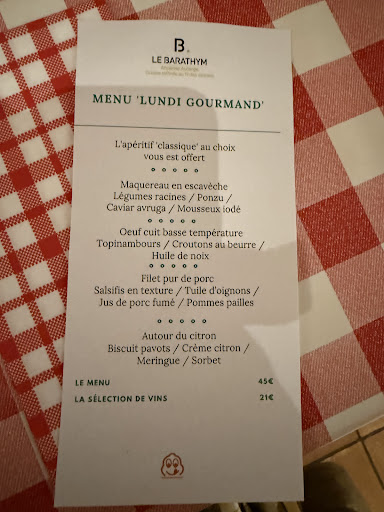 B.
LE BARATHYM
MENU 'LUNDI GOURMAND'
L'apéritif 'classique' au choix
vous est offert
Maquereau en escavèche
Légumes racines / Ponzu /
Caviar avruga / Mousseux iodé
Oeuf cuit basse température
Topinambours / Croutons au beurre /
Huile de noix
Filet pur de porc
Salsifis en texture / Tuile d'oignons /
Jus de porc fumé / Pommes pailles
Autour du citron
Biscuit pavots / Crème citron /
Meringue / Sorbet
LE MENU 45€
LA SÉLECTION DE VINS 21€